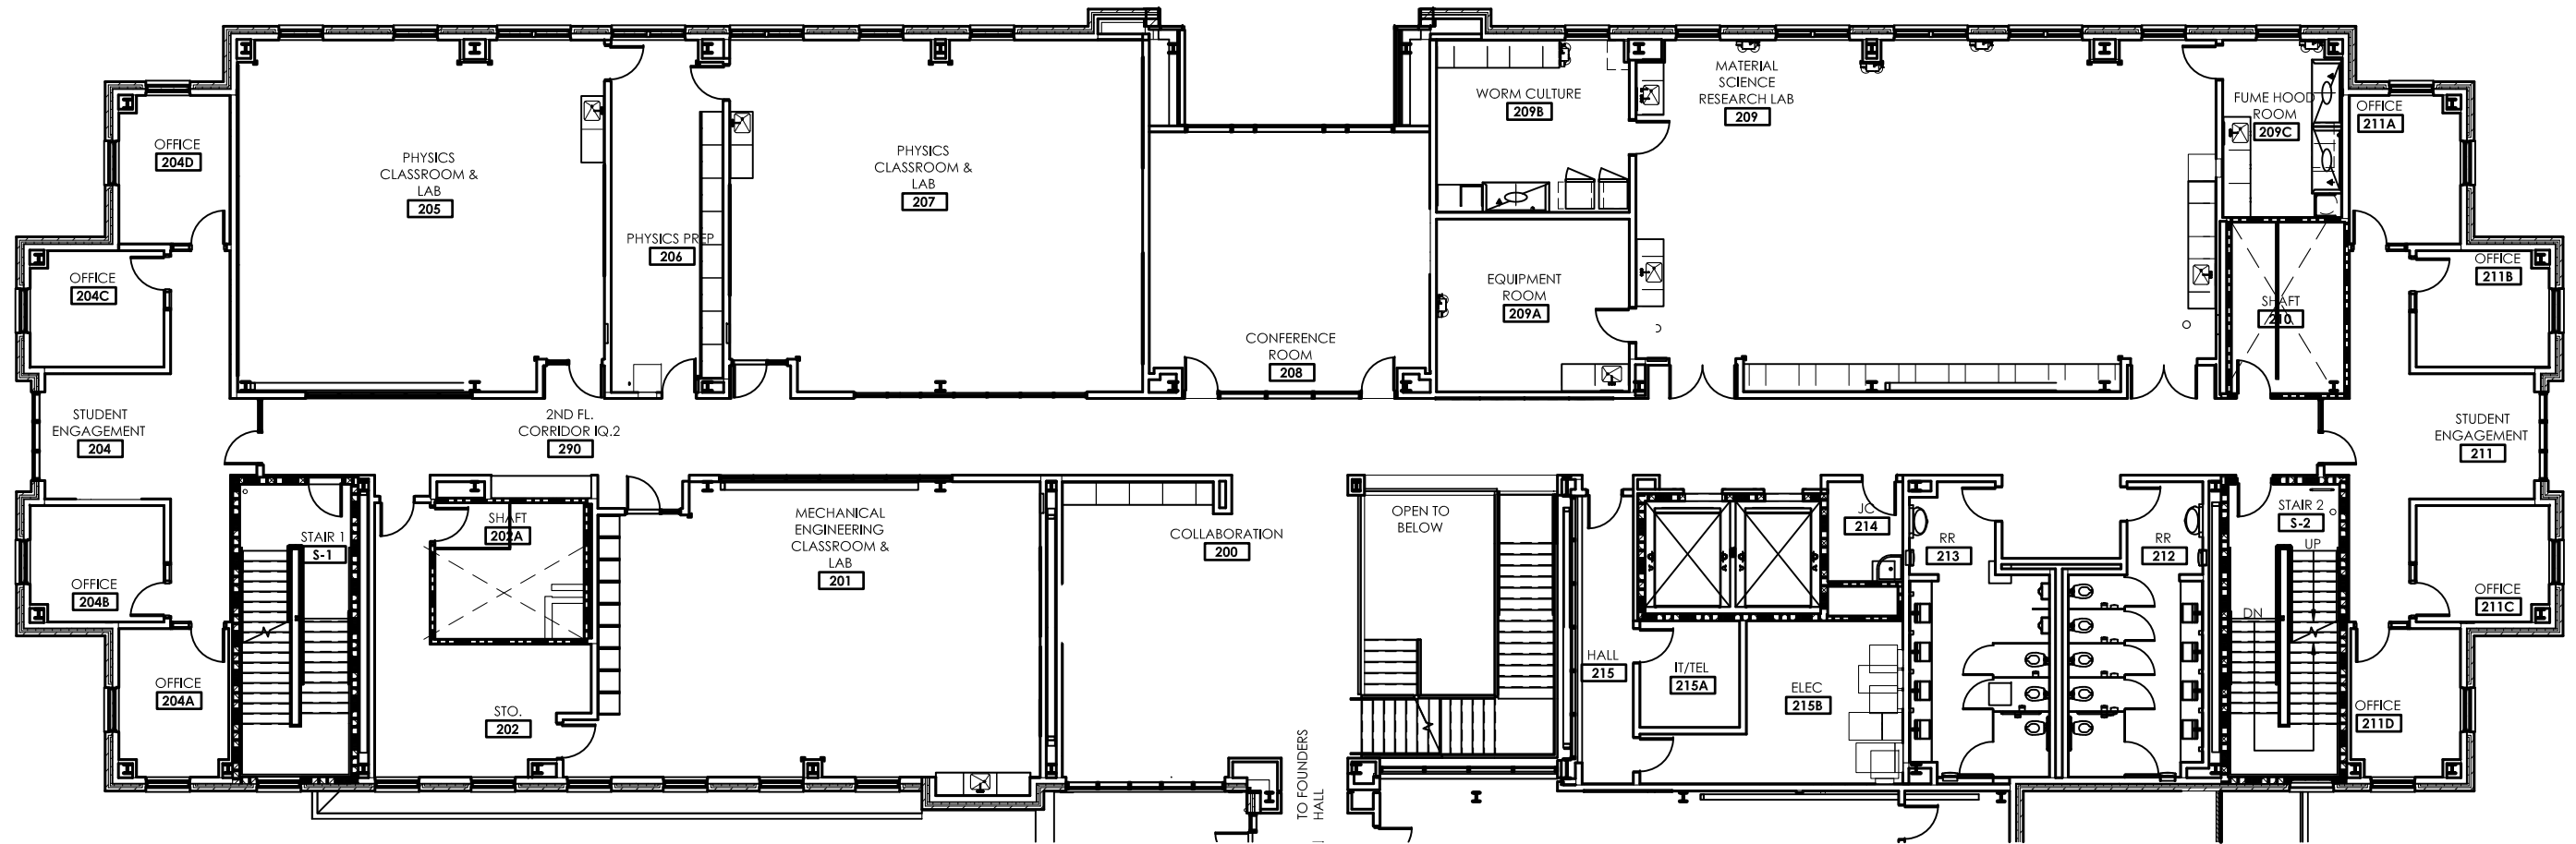 OFFICE
204D
PHYSICS
CLASSROOM &
LAB
205
PHYSICS PREP
206
PHYSICS
CLASSROOM &
LAB
207
WORM CULTURE
209B
MATERIAL
SCIENCE
RESEARCH LAB
209
FUME HOOD
ROOM
209C
OFFICE
211A
OFFICE
204C
EQUIPMENT
ROOM
209A
CONFERENCE
ROOM
208
SHAFT
210
OFFICE
211B
STUDENT
ENGAGEMENT
204
2ND FL.
CORRIDOR IQ.2
290
STUDENT
ENGAGEMENT
211
STAIR 1
S-1
SHAFT
202A
MECHANICAL
ENGINEERING
CLASSROOM &
LAB
201
COLLABORATION
200
OPEN TO
BELOW
JC
214
RR
213
RR
212
STAIR 2
S-2
UP
DN
OFFICE
204B
OFFICE
211C
OFFICE
204A
STO.
202
HALL
215
IT/TEL
215A
ELEC
215B
OFFICE
211D
TO FOUNDERS
HALL